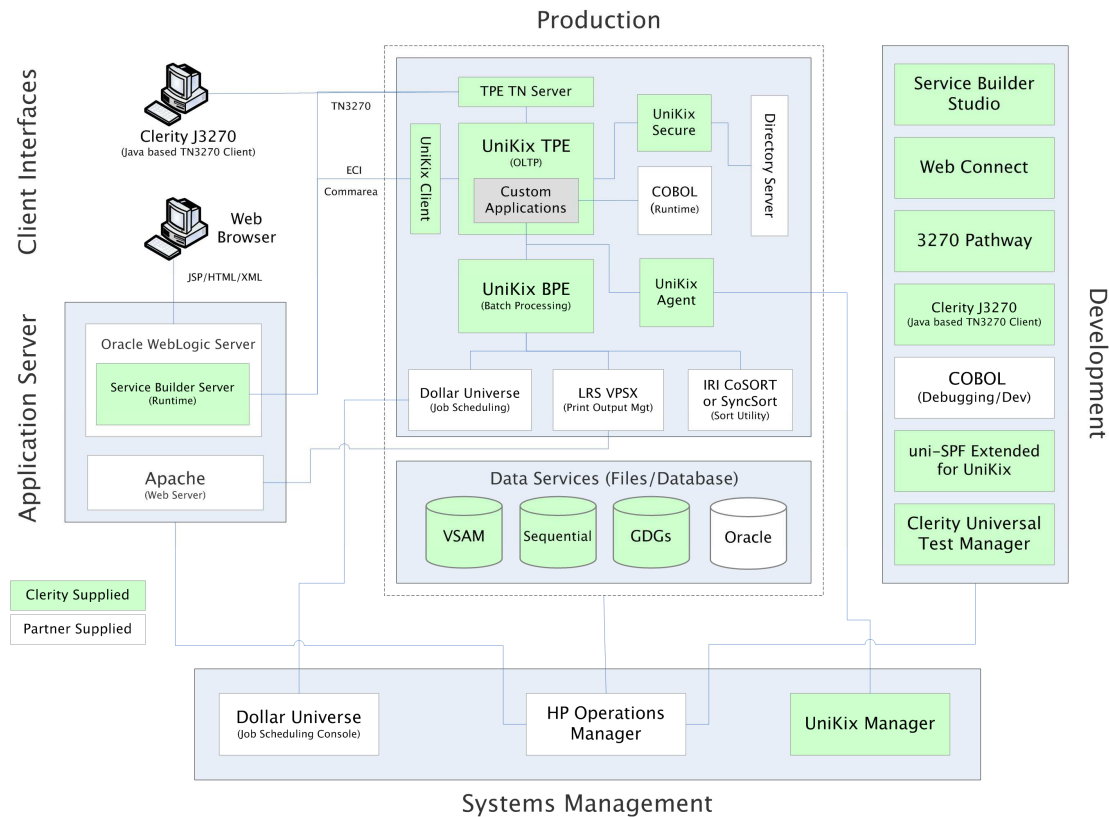 Production
Client Interfaces
Clerity J3270
(Java based TN3270 Client)
Web
Browser
TN3270
ECI
Commarea
JSP/HTML/XML
Application Server
Oracle WebLogic Server
Service Builder Server
(Runtime)
Apache
(Web Server)
TPE TN Server
UniKix Client
UniKix TPE
(OLTP)
Custom
Applications
UniKix
Secure
COBOL
(Runtime)
Directory Server
UniKix BPE
(Batch Processing)
UniKix
Agent
Dollar Universe
(Job Scheduling)
LRS VPSX
(Print Output Mgt)
IRI CoSORT
or SyncSort
(Sort Utility)
Data Services (Files/Database)
VSAM
Sequential
GDGs
Oracle
Service Builder
Studio
Web Connect
3270 Pathway
Clerity J3270
(Java based TN3270 Client)
COBOL
(Debugging/Dev)
uni-SPF Extended
for UniKix
Clerity Universal
Test Manager
Development
Clerity Supplied
Partner Supplied
Dollar Universe
(Job Scheduling Console)
HP Operations
Manager
UniKix Manager
Systems Management